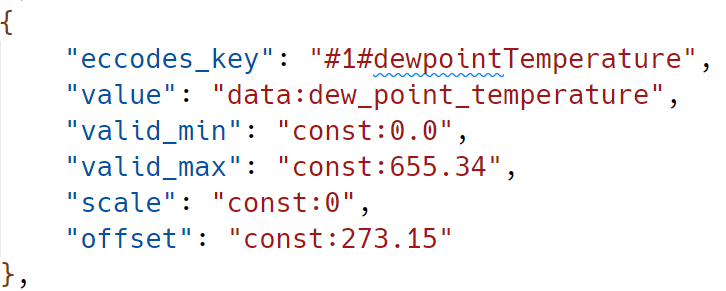 {
    "eccodes_key": "#1#dewpointTemperature",
    "value": "data:dew_point_temperature",
    "valid_min": "const:0.0",
    "valid_max": "const:655.34",
    "scale": "const:0",
    "offset": "const:273.15"
},